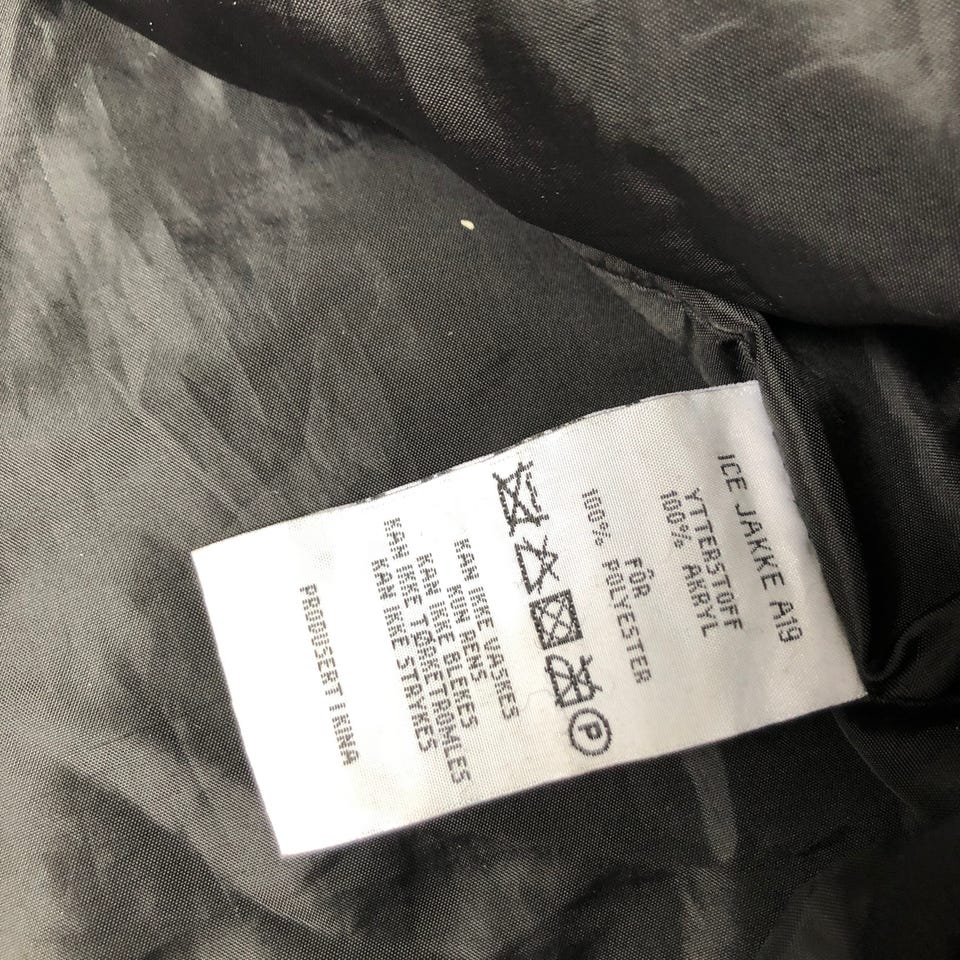 ICE JAKKE A19
YTTERSTOFF
100% AKRYL
FÔR
100% POLYESTER
P
KAN IKKE VASKES
KUN RENS
KAN IKKE BLEKES
KAN IKKE TØRKETROMLES
KAN IKKE STRYKES
PRODUSERT I KINA